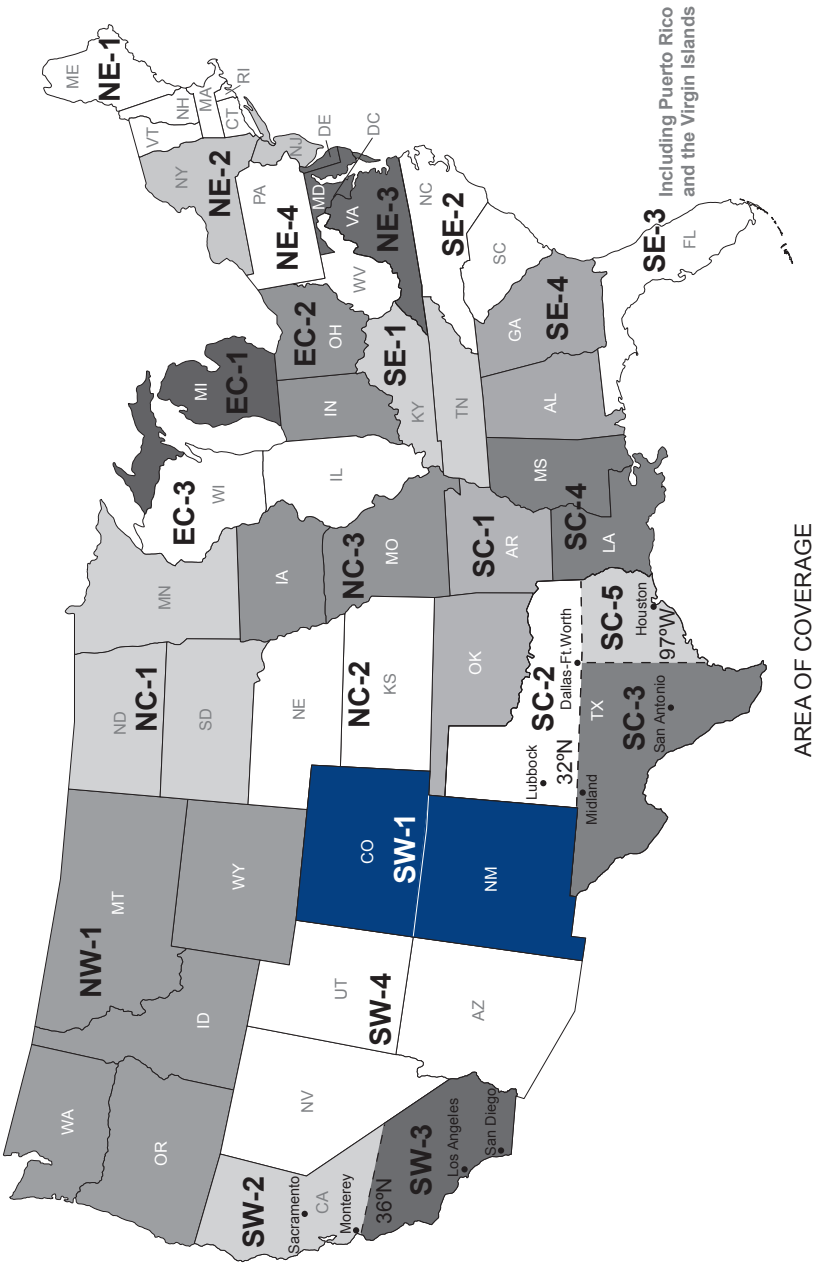 WA
OR
NW-1
MT
ID
WY
ND
NC-1
SD
MN
EC-3
WI
MI
EC-1
ME
NE-1
VT
NH
MA
CT
RI
NY
NE-2
NJ
PA
NE-4
DE
MD
DC
VA
NE-3
WV
EC-2
OH
IN
IL
IA
NC-3
MO
NE
NC-2
KS
CO
SW-1
NM
UT
SW-4
AZ
NV
SW-2
Sacramento
CA
Monterey
36ºN
SW-3
Los Angeles
San Diego
OK
SC-1
AR
SE-1
KY
TN
NC
SE-2
SC
GA
SE-4
AL
MS
SC-4
LA
SC-2
Lubbock
Dallas-Ft.Worth
32ºN
Midland
TX
SC-3
San Antonio
SC-5
Houston
97ºW
SE-3
FL
Including Puerto Rico
and the Virgin Islands
AREA OF COVERAGE